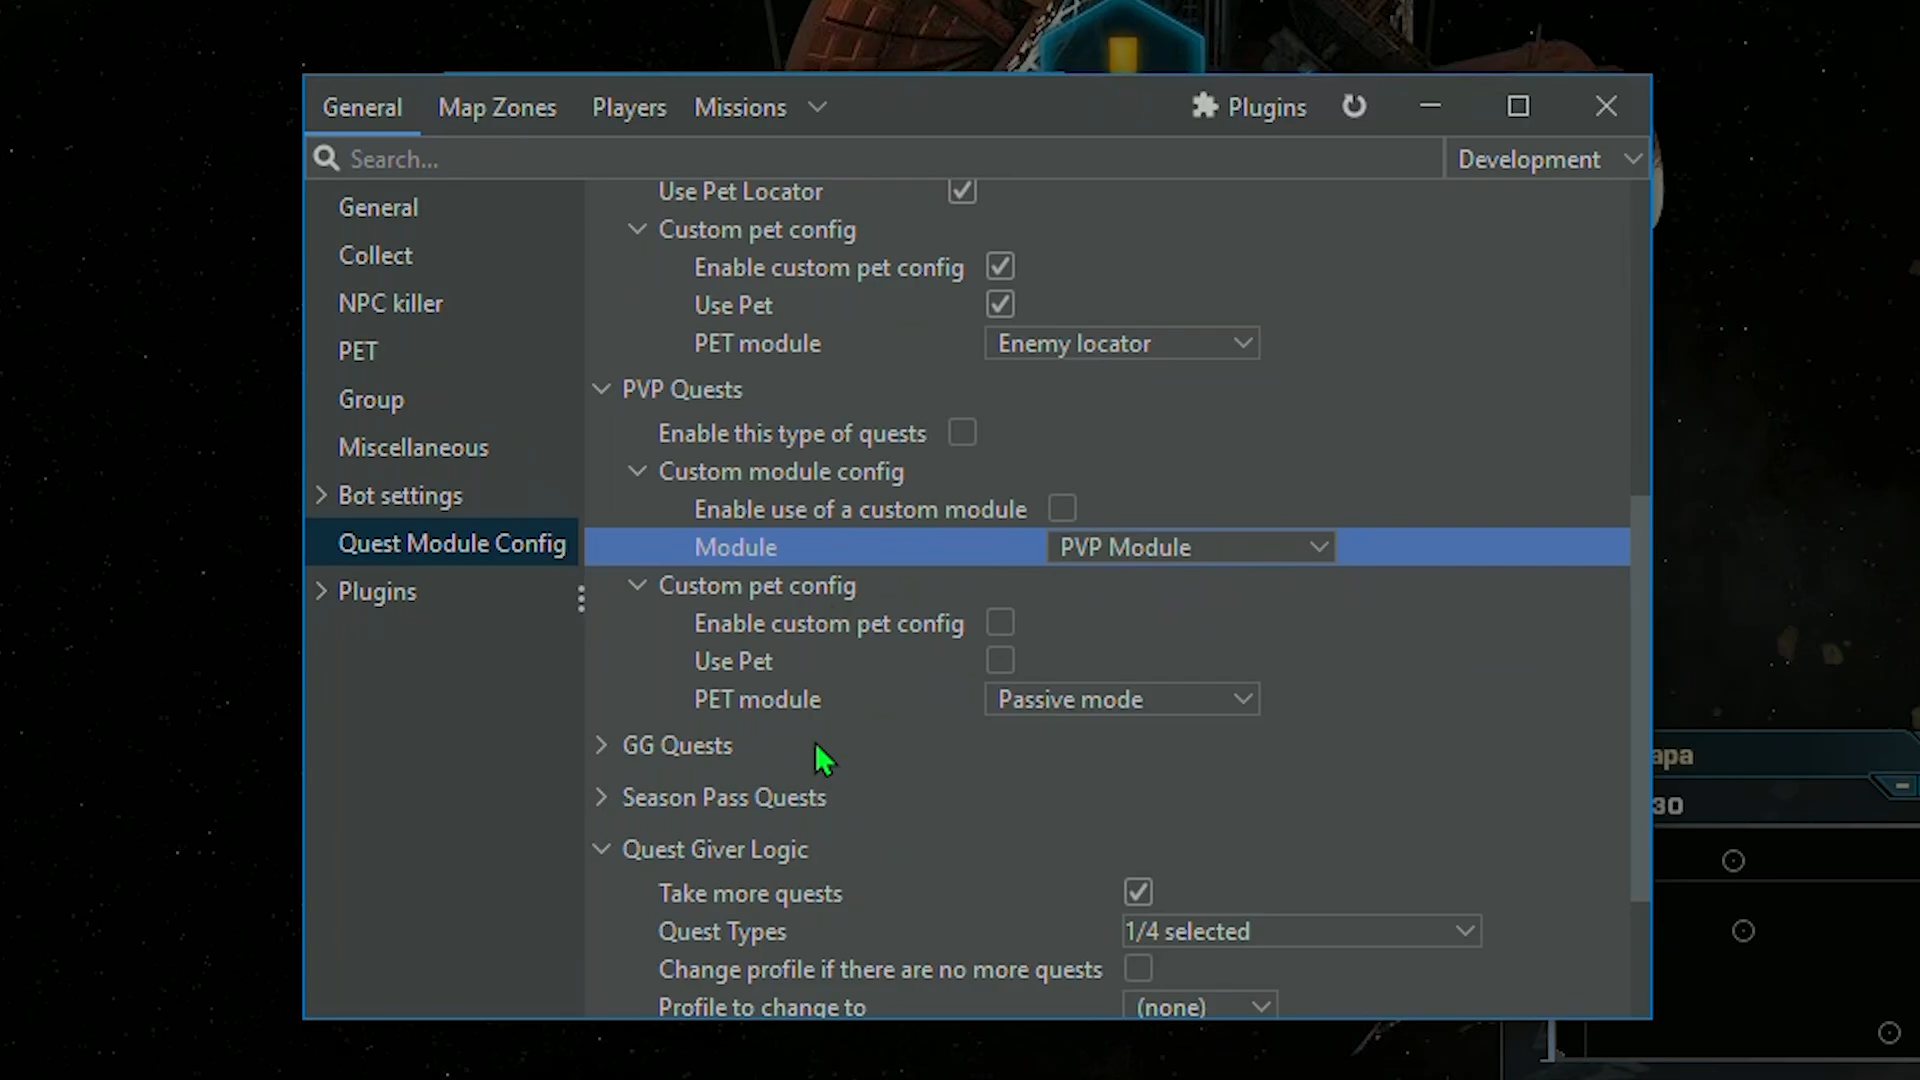 General
Map Zones
Players
Missions
Plugins
Search...
Development
General
Collect
NPC killer
PET
Group
Miscellaneous
Bot settings
Quest Module Config
Plugins
Use Pet Locator
Custom pet config
Enable custom pet config
Use Pet
PET module Enemy locator
PVP Quests
Enable this type of quests
Custom module config
Enable use of a custom module
Module PVP Module
Custom pet config
Enable custom pet config
Use Pet
PET module Passive mode
GG Quests
Season Pass Quests
Quest Giver Logic
Take more quests
Quest Types 1/4 selected
Change profile if there are no more quests
Profile to change to (none)
apa
30